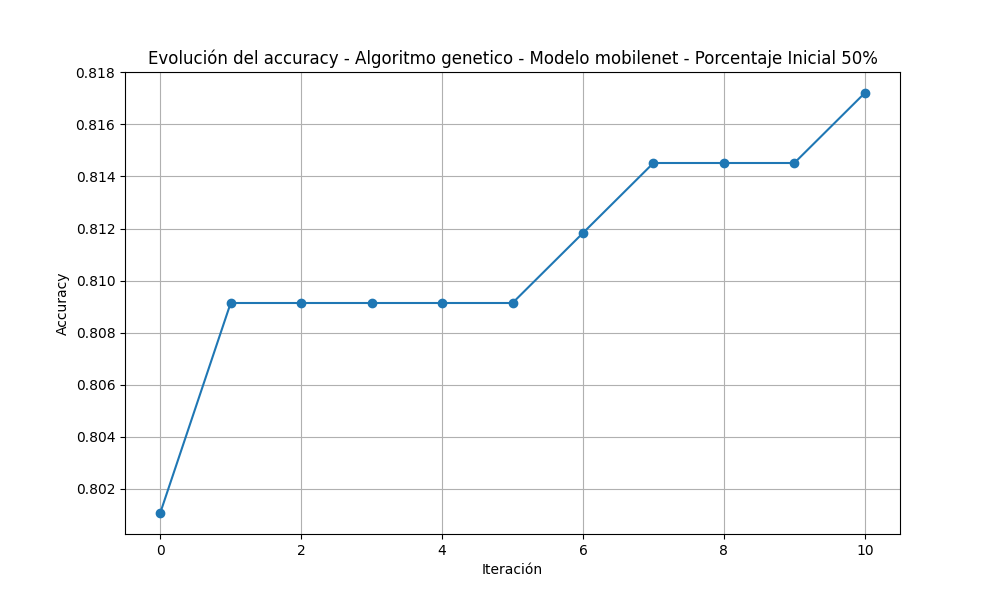 Evolución del accuracy - Algoritmo genetico - Modelo mobilenet - Porcentaje Inicial 50%
0.818
0.816
0.814
0.812
0.810
0.808
0.806
0.804
0.802
Accuracy
0 2 4 6 8 10
Iteración